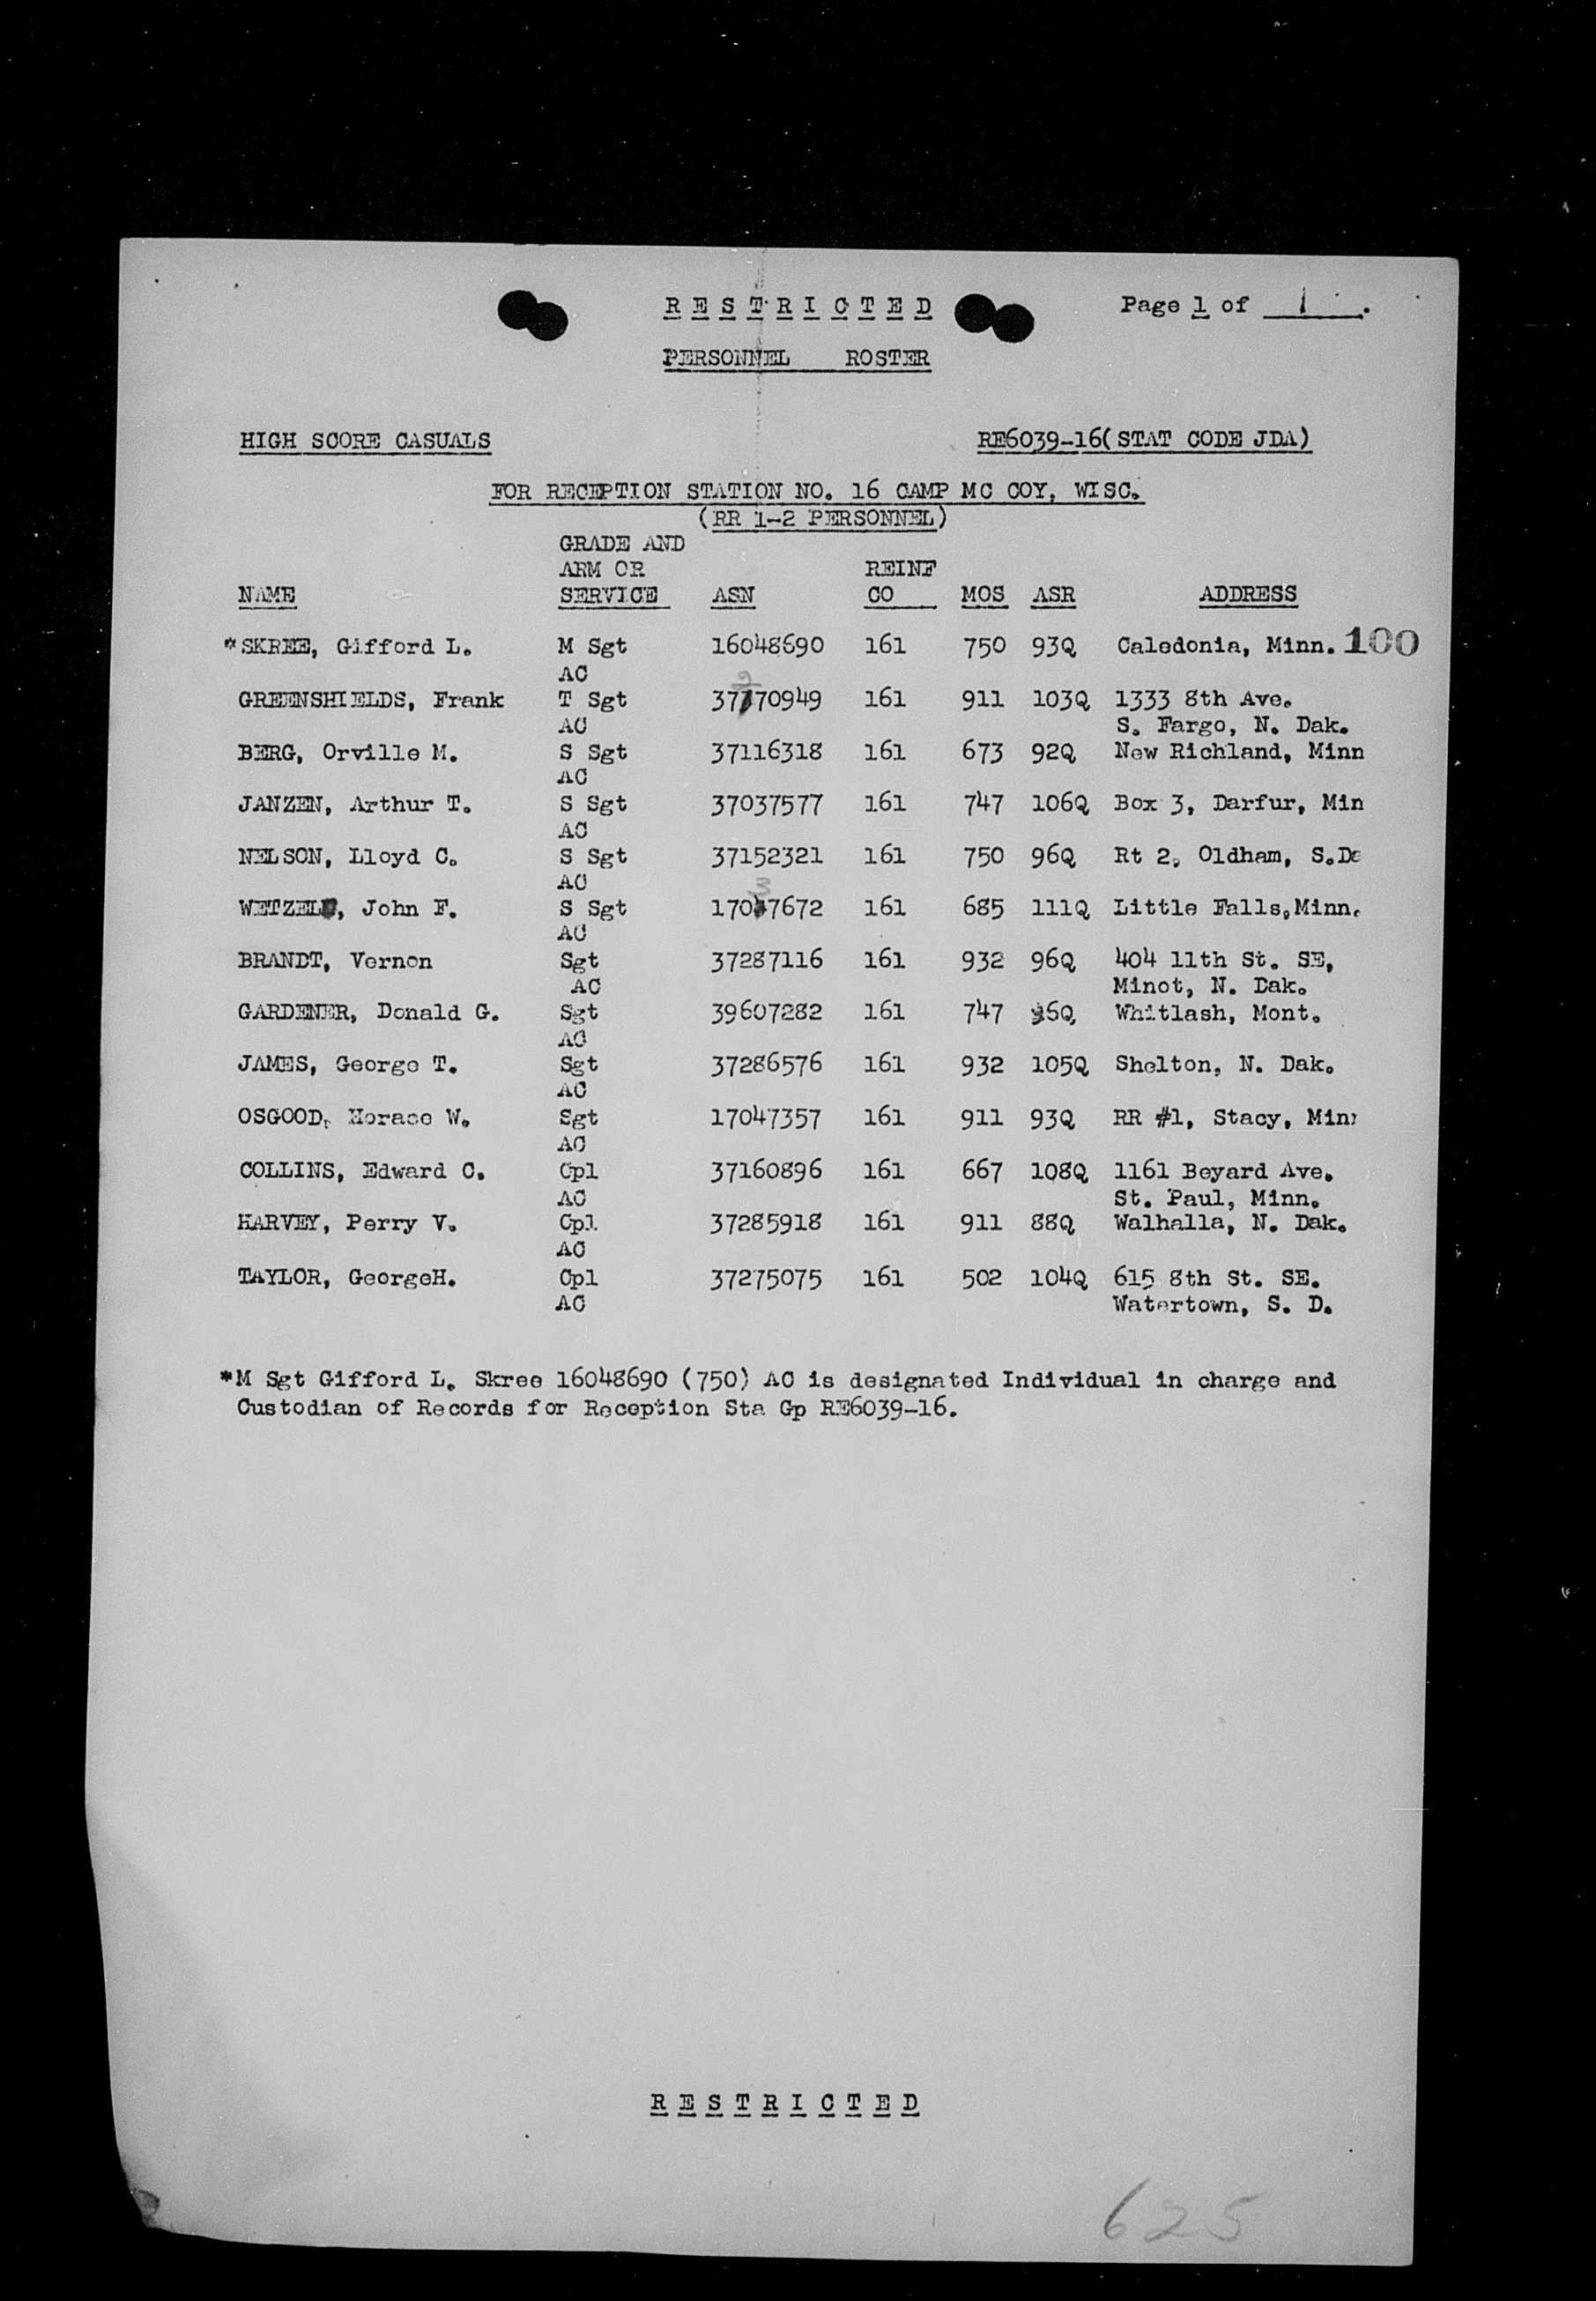 R E S T R I C T E D Page 1 of 1.
PERSONNEL ROSTER
HIGH SCORE CASUALS RE6039-16(STAT CODE JDA)
FOR RECEPTION STATION NO. 16 CAMP MC COY, WISC.
(RR 1-2 PERSONNEL)
GRADE AND
ARM OR REINF
NAME SERVICE ASN CO MOS ASR ADDRESS
*SKREE, Gifford L. M Sgt 16048690 161 750 93Q Caledonia, Minn. 100
AC
2
GREENSHIELDS, Frank T Sgt 37170949 161 911 103Q 1333 8th Ave.
AC S. Fargo, N. Dak.
BERG, Orville M. S Sgt 37116318 161 673 92Q New Richland, Minn
AC
JANZEN, Arthur T. S Sgt 37037577 161 747 106Q Box 3, Darfur, Min
AC
NELSON, Lloyd C. S Sgt 37152321 161 750 96Q Rt 2, Oldham, S.Da
AC
3
WETZEL, John F. S Sgt 17047672 161 685 111Q Little Falls,Minn.
AC
BRANDT, Vernon Sgt 37287116 161 932 96Q 404 11th St. SE,
AC Minot, N. Dak.
GARDENER, Donald G. Sgt 39607282 161 747 96Q Whitlash, Mont.
AC
JAMES, George T. Sgt 37286576 161 932 105Q Shelton, N. Dak.
AC
OSGOOD, Horace W. Sgt 17047357 161 911 93Q RR #1, Stacy, Minn
AC
COLLINS, Edward C. Cpl 37160896 161 667 108Q 1161 Beyard Ave.
AC St. Paul, Minn.
HARVEY, Perry V. Cpl 37285918 161 911 88Q Walhalla, N. Dak.
AC
TAYLOR, GeorgeH. Cpl 37275075 161 502 104Q 615 8th St. SE.
AC Watertown, S. D.
*M Sgt Gifford L. Skree 16048690 (750) AC is designated Individual in charge and
Custodian of Records for Reception Sta Gp RE6039-16.
R E S T R I C T E D
625